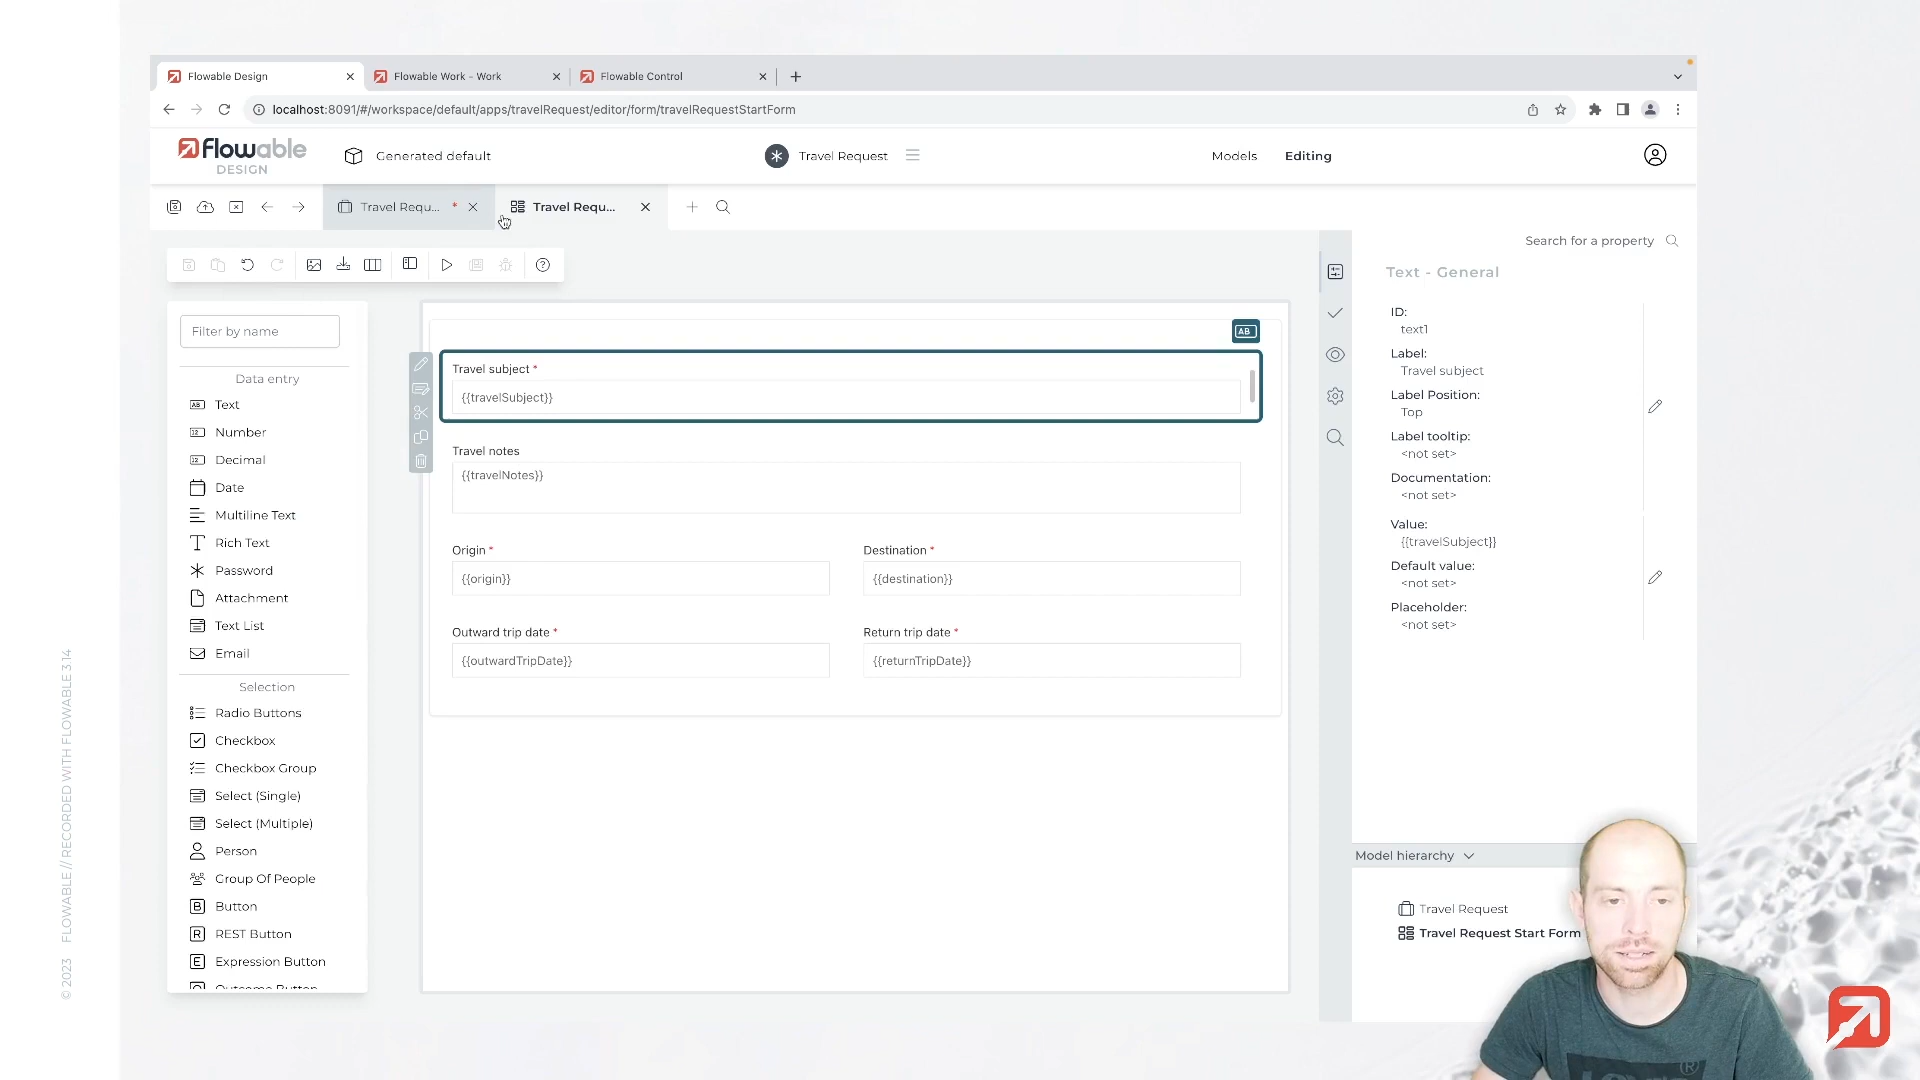 Flowable Design
Flowable Work - Work
Flowable Control
localhost:8091/#/workspace/default/apps/travelRequest/editor/form/travelRequestStartForm
flowable
DESIGN
Generated default
Travel Request
Models
Editing
Travel Requ... *
Travel Requ...
Search for a property
Text - General
Filter by name
Data entry
Text
Number
Decimal
Date
Multiline Text
Rich Text
Password
Attachment
Text List
Email
Selection
Radio Buttons
Checkbox
Checkbox Group
Select (Single)
Select (Multiple)
Person
Group Of People
Button
REST Button
Expression Button
Outcome Button
AB
Travel subject *
{{travelSubject}}
Travel notes
{{travelNotes}}
Origin *
{{origin}}
Destination *
{{destination}}
Outward trip date *
{{outwardTripDate}}
Return trip date *
{{returnTripDate}}
ID:
text1
Label:
Travel subject
Label Position:
Top
Label tooltip:
<not set>
Documentation:
<not set>
Value:
{{travelSubject}}
Default value:
<not set>
Placeholder:
<not set>
Model hierarchy
Travel Request
Travel Request Start Form
© 2023 FLOWABLE // RECORDED WITH FLOWABLE 3.14